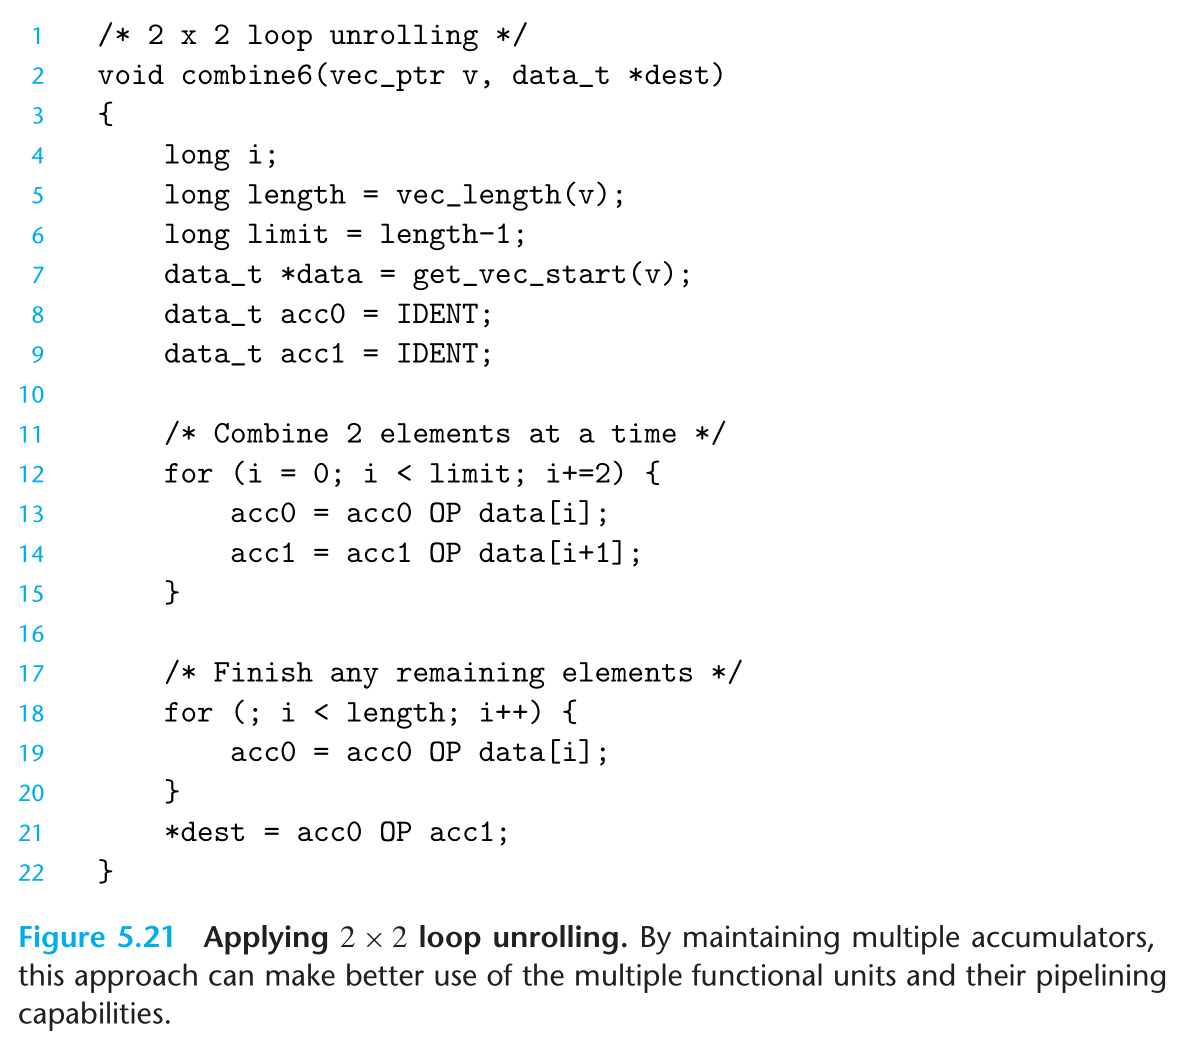 1 /* 2 x 2 loop unrolling */
2 void combine6(vec_ptr v, data_t *dest)
3 {
4     long i;
5     long length = vec_length(v);
6     long limit = length-1;
7     data_t *data = get_vec_start(v);
8     data_t acc0 = IDENT;
9     data_t acc1 = IDENT;
10
11     /* Combine 2 elements at a time */
12     for (i = 0; i < limit; i+=2) {
13         acc0 = acc0 OP data[i];
14         acc1 = acc1 OP data[i+1];
15     }
16
17     /* Finish any remaining elements */
18     for (; i < length; i++) {
19         acc0 = acc0 OP data[i];
20     }
21     *dest = acc0 OP acc1;
22 }
Figure 5.21 Applying 2 × 2 loop unrolling. By maintaining multiple accumulators,
this approach can make better use of the multiple functional units and their pipelining
capabilities.